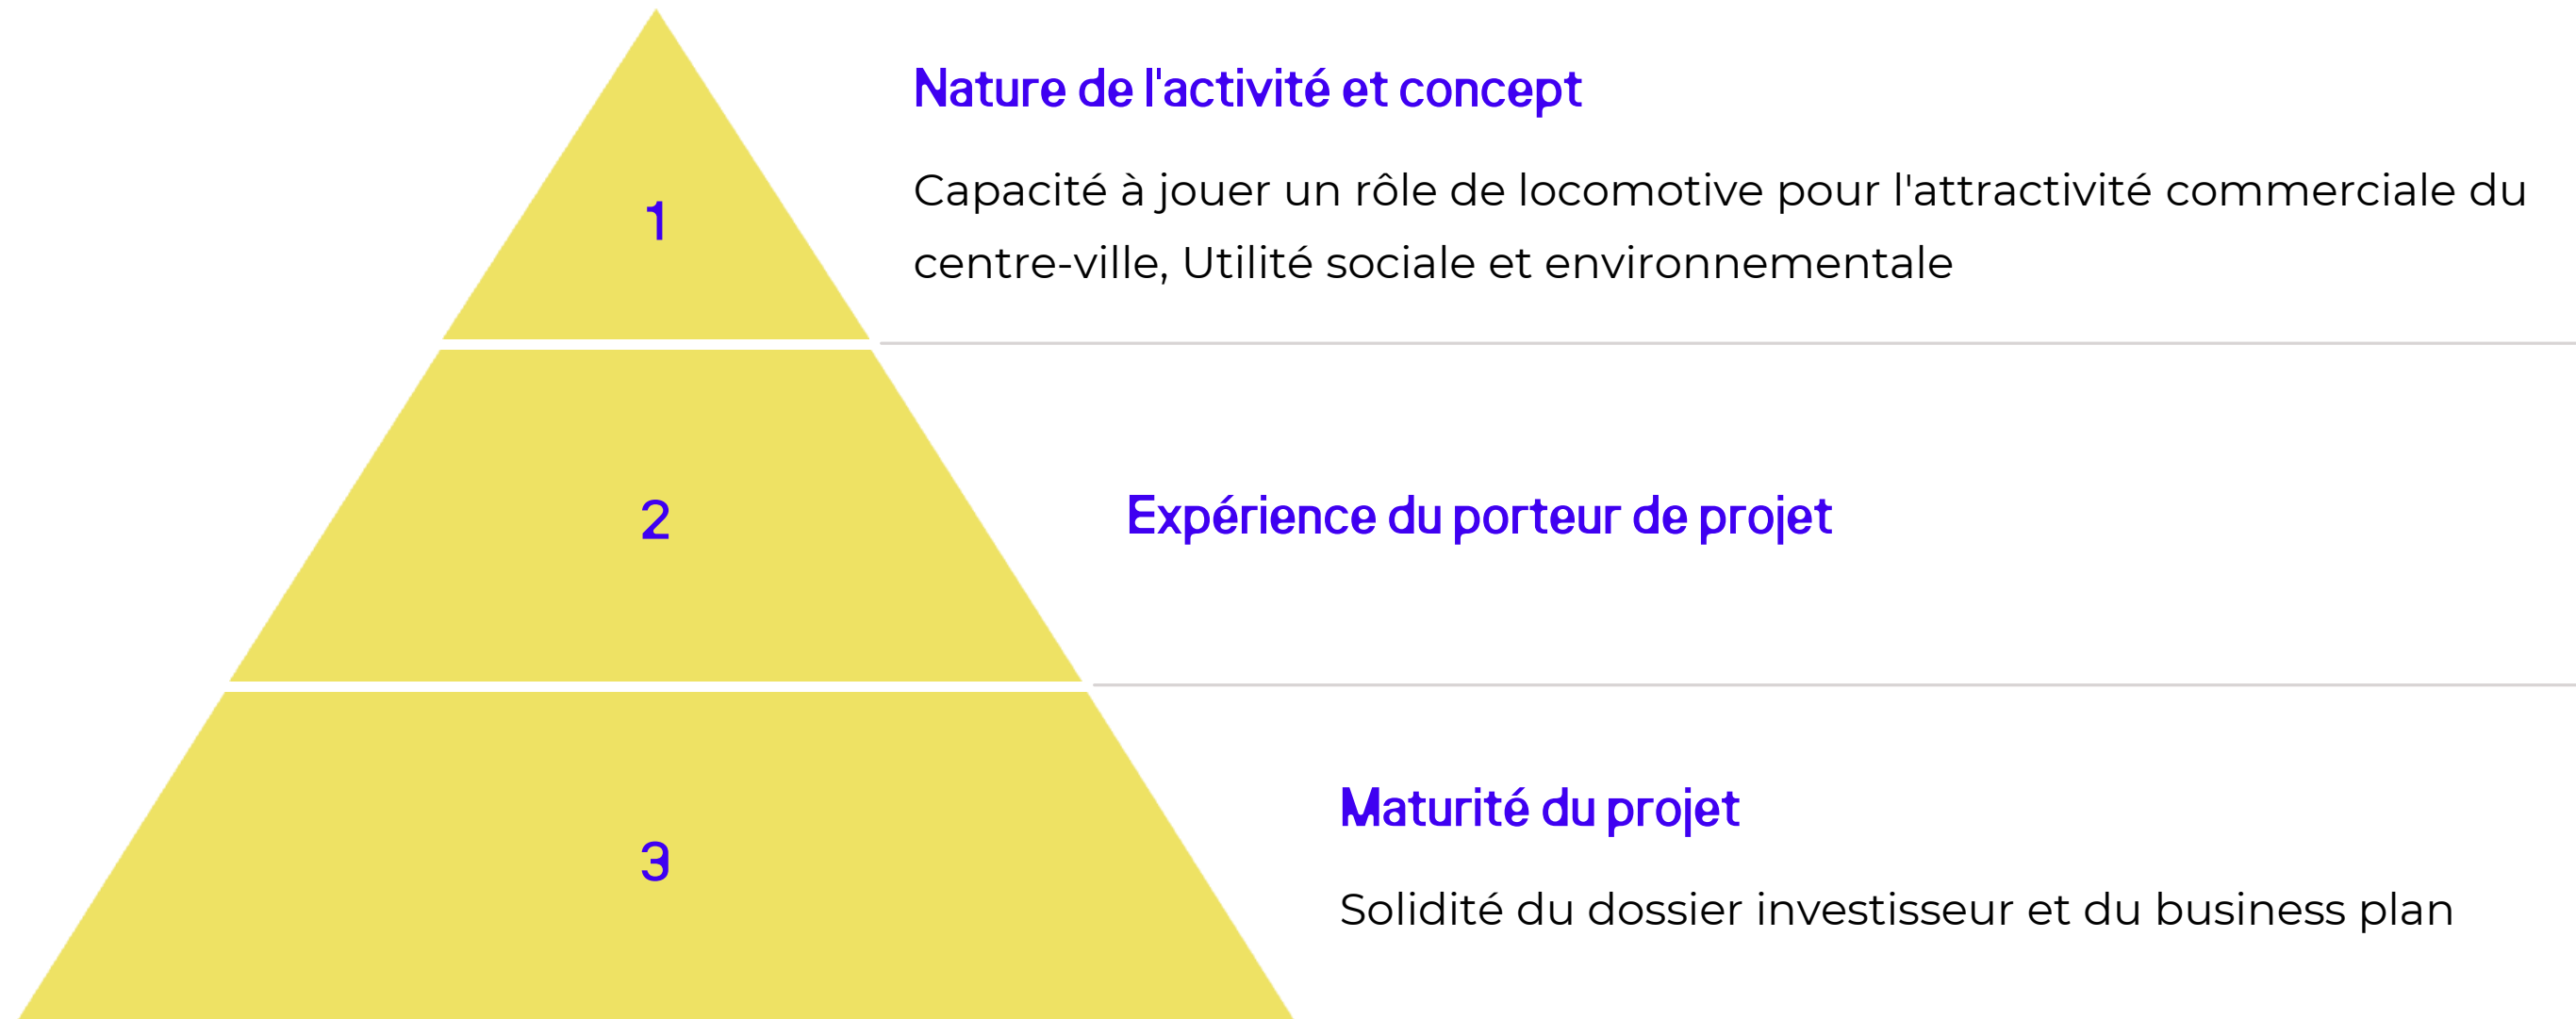 1
Nature de l'activité et concept
Capacité à jouer un rôle de locomotive pour l'attractivité commerciale du
centre-ville, Utilité sociale et environnementale
2
Expérience du porteur de projet
3
Maturité du projet
Solidité du dossier investisseur et du business plan